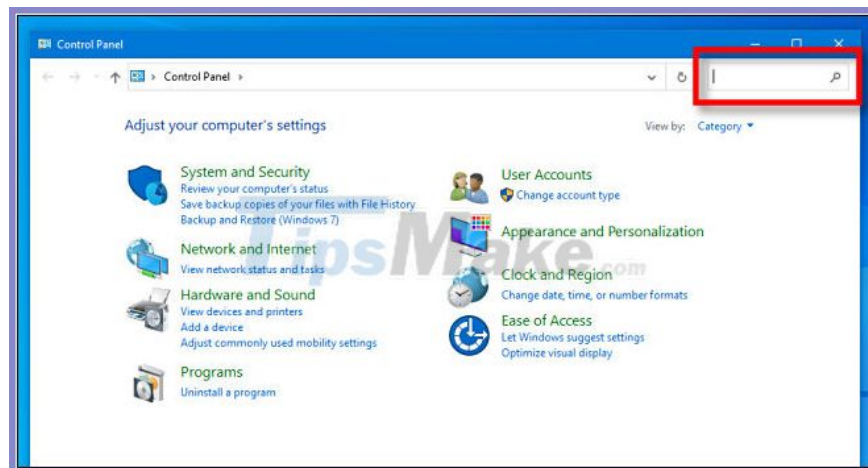 Control Panel
Control Panel
Adjust your computer's settings
View by: Category
System and Security
Review your computer's status
Save backup copies of your files with File History
Backup and Restore (Windows 7)
Network and Internet
View network status and tasks
Hardware and Sound
View devices and printers
Add a device
Adjust commonly used mobility settings
Programs
Uninstall a program
User Accounts
Change account type
Appearance and Personalization
Clock and Region
Change date, time, or number formats
Ease of Access
Let Windows suggest settings
Optimize visual display
TipsMake.com